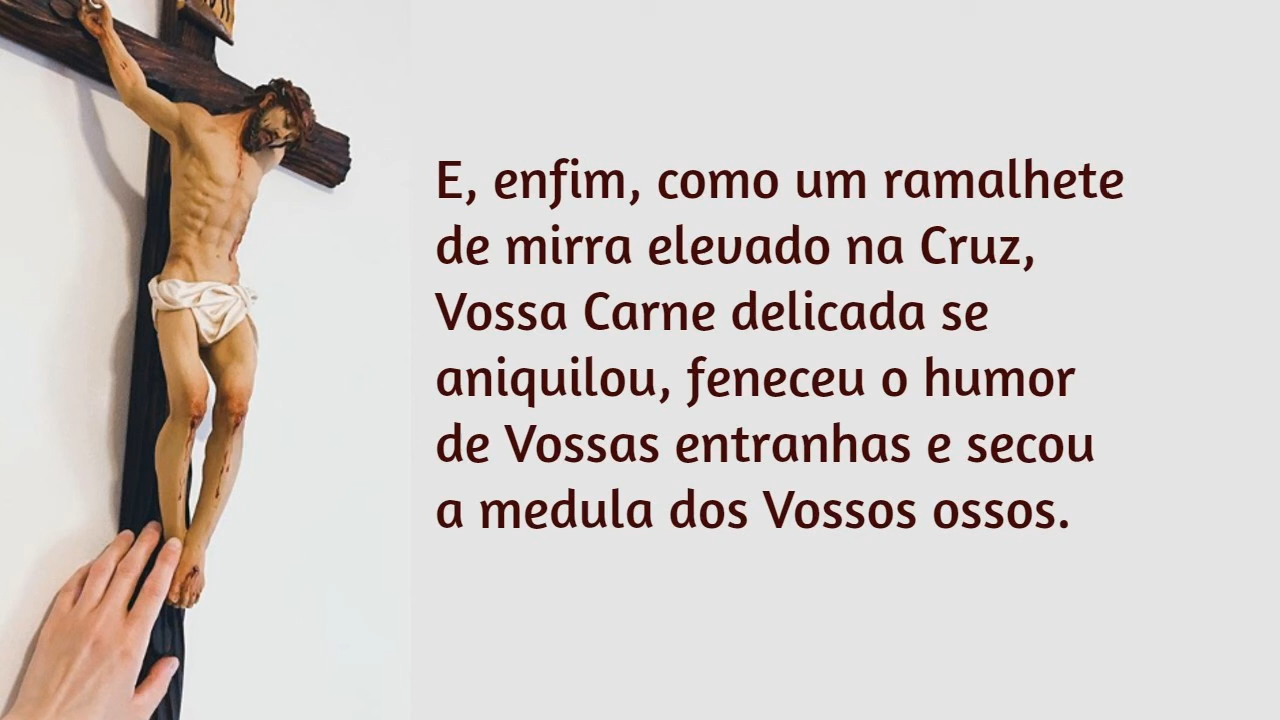 E, enfim, como um ramalhete
de mirra elevado na Cruz,
Vossa Carne delicada se
aniquilou, feneceu o humor
de Vossas entranhas e secou
a medula dos Vossos ossos.